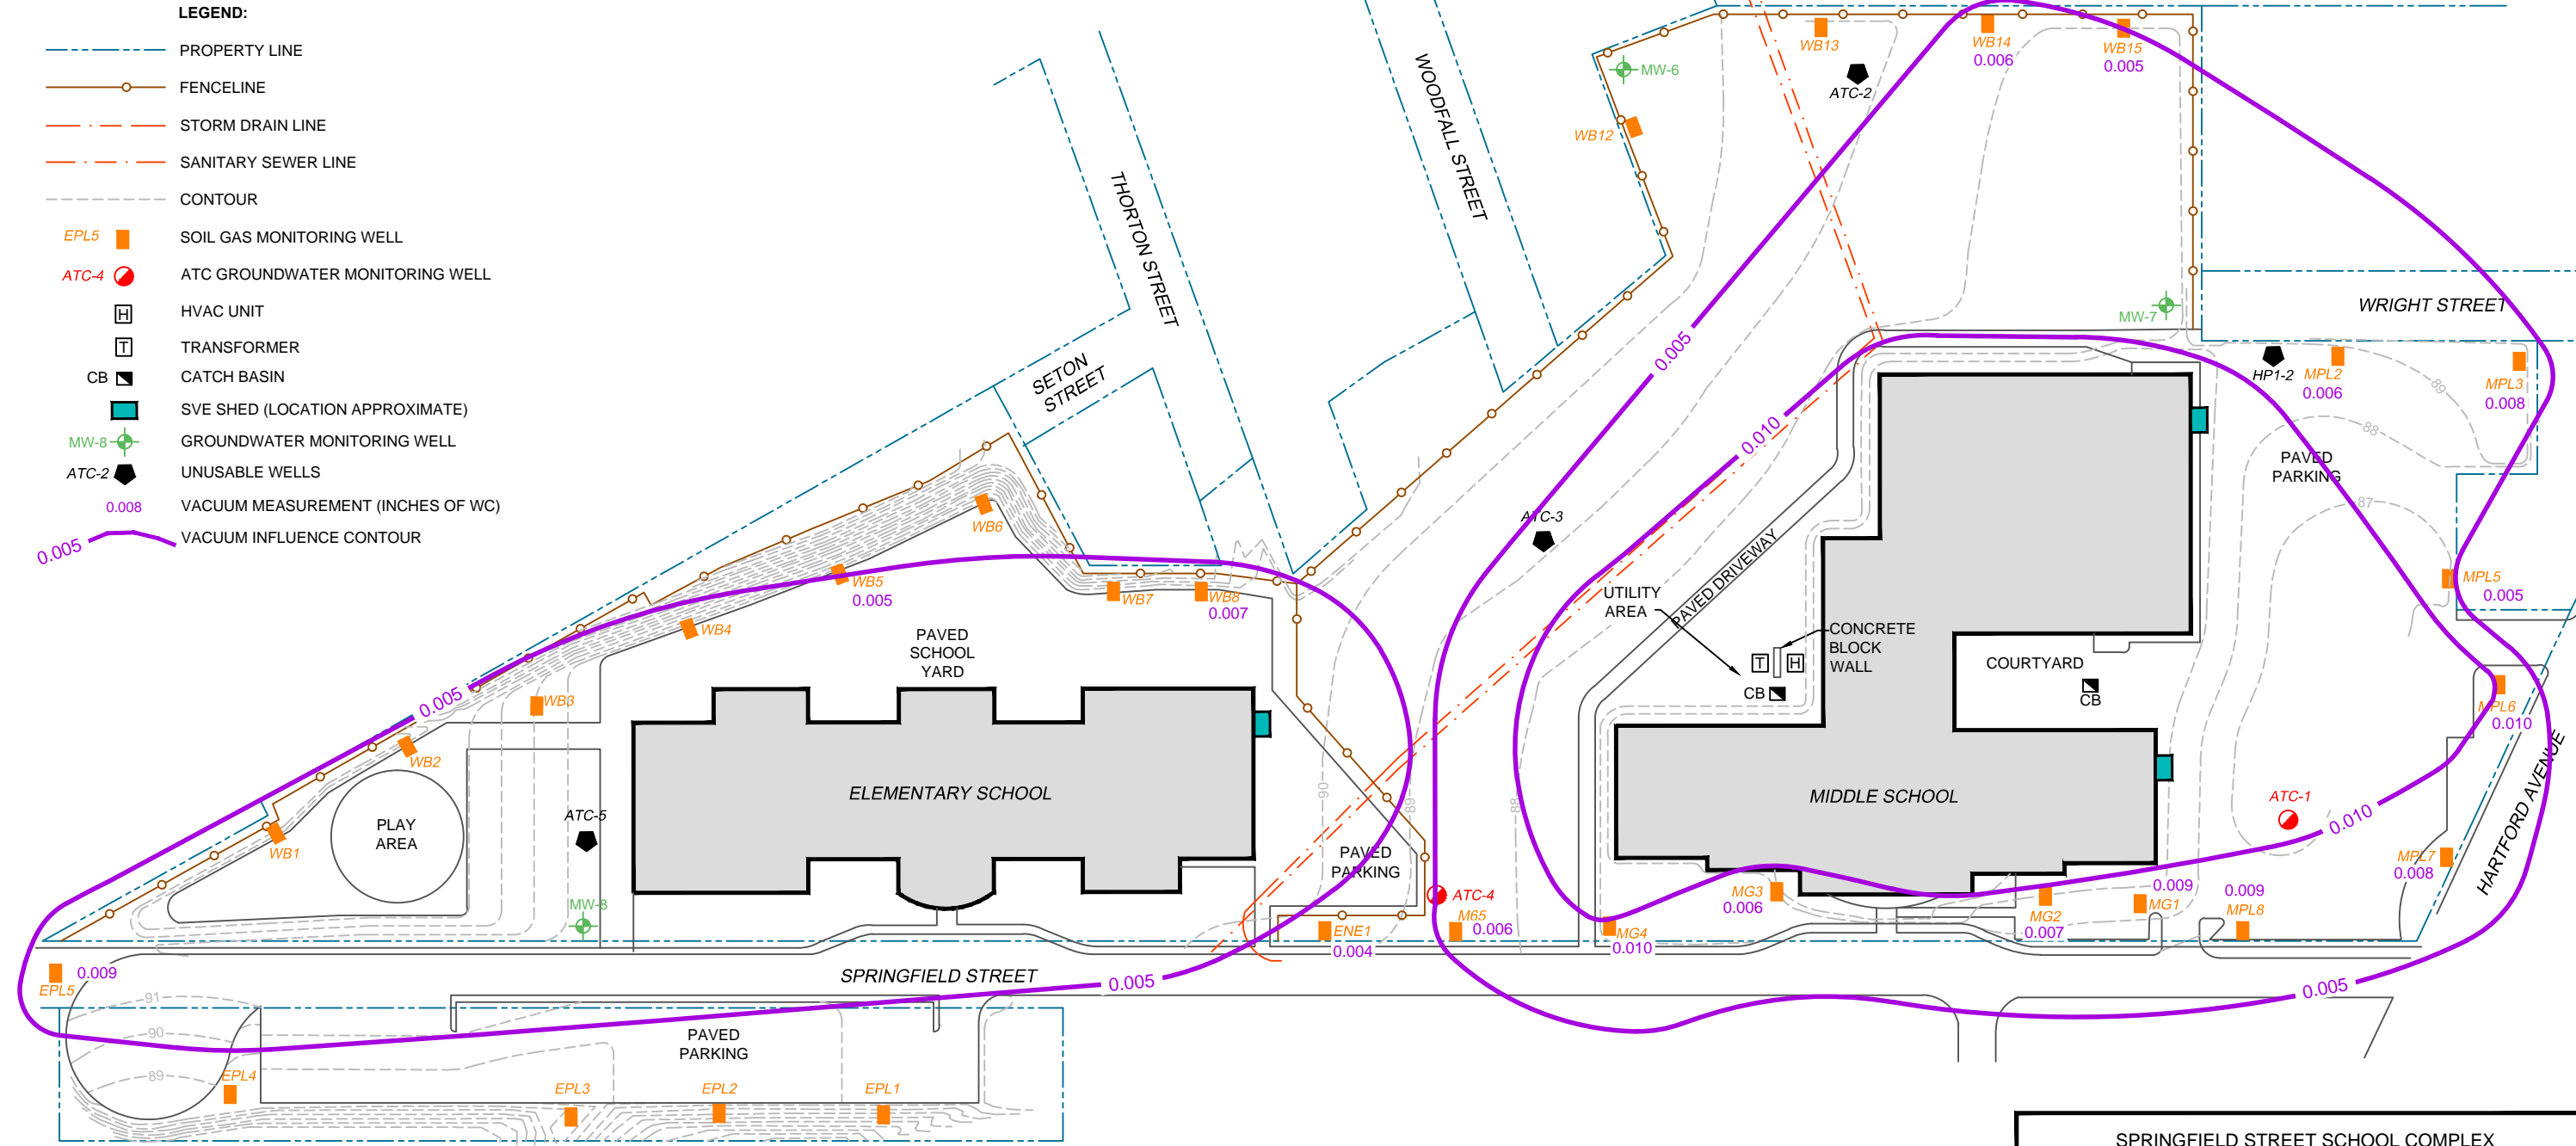 LEGEND:
PROPERTY LINE
FENCELINE
STORM DRAIN LINE
SANITARY SEWER LINE
CONTOUR
EPL5 SOIL GAS MONITORING WELL
ATC-4 ATC GROUNDWATER MONITORING WELL
H HVAC UNIT
T TRANSFORMER
CB CATCH BASIN
SVE SHED (LOCATION APPROXIMATE)
MW-8 GROUNDWATER MONITORING WELL
ATC-2 UNUSABLE WELLS
0.008 VACUUM MEASUREMENT (INCHES OF WC)
0.005 VACUUM INFLUENCE CONTOUR
THORTON STREET
WOODFALL STREET
SETON
STREET
MW-6
WB12
WB13
ATC-2
WB14
0.006
WB15
0.005
MW-7
WRIGHT STREET
HP1-2
MPL2
0.006
MPL3
0.008
89
88
87
PAVED
PARKING
0.005
0.010
ATC-3
PAVED DRIVEWAY
UTILITY
AREA
T
H
CONCRETE
BLOCK
WALL
CB
COURTYARD
CB
MPL5
0.005
MPL6
0.010
HARTFORD AVENUE
MIDDLE SCHOOL
ATC-1
0.010
MPL7
0.008
WB6
WB5
0.005
WB7
WB8
0.007
WB4
WB3
WB2
WB1
0.005
PAVED
SCHOOL
YARD
ELEMENTARY SCHOOL
PLAY
AREA
ATC-5
MW-8
90
89
88
PAVED
PARKING
ATC-4
ENE1
0.004
M65
0.006
MG4
0.010
MG3
0.006
MG2
0.007
0.009
MG1
0.009
MPL8
EPL5
0.009
SPRINGFIELD STREET
0.005
0.005
91
90
89
PAVED
PARKING
EPL4
EPL3
EPL2
EPL1
SPRINGFIELD STREET SCHOOL COMPLEX